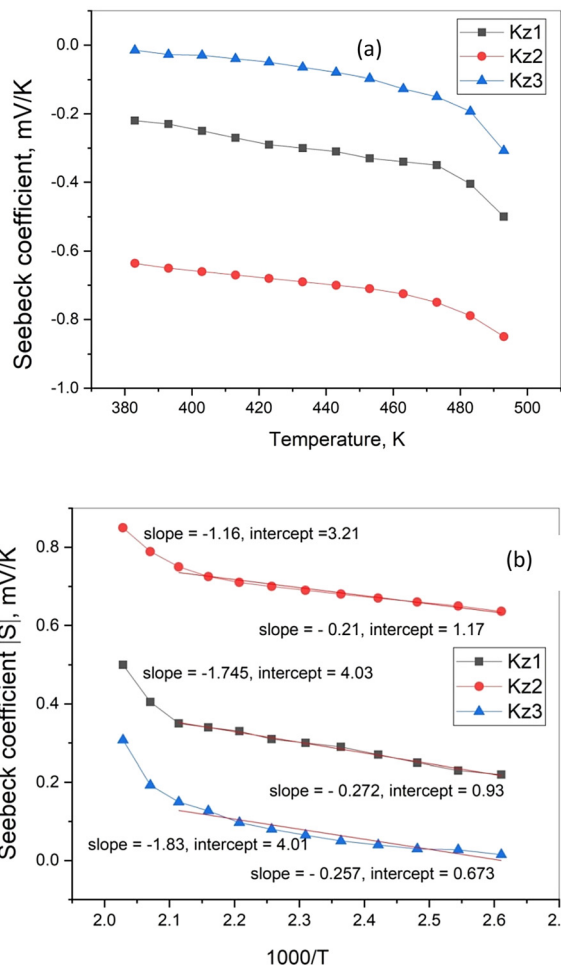 (a)
Kz1
Kz2
Kz3
0.0
-0.2
-0.4
-0.6
-0.8
-1.0
Seebeck coefficient, mV/K
380 400 420 440 460 480 500
Temperature, K
(b)
slope = -1.16, intercept =3.21
slope = - 0.21, intercept = 1.17
slope = -1.745, intercept = 4.03
Kz1
Kz2
Kz3
slope = - 0.272, intercept = 0.93
slope = -1.83, intercept = 4.01
slope = - 0.257, intercept = 0.673
0.8
0.6
0.4
0.2
0.0
Seebeck coefficient |S|, mV/K
2.0 2.1 2.2 2.3 2.4 2.5 2.6 2.
1000/T